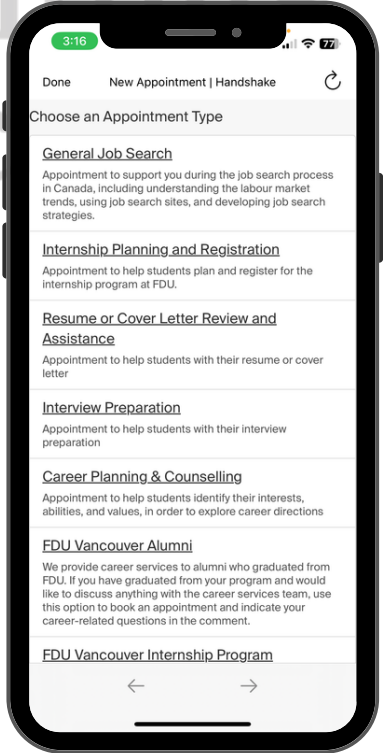 3:16
77
Done
New Appointment | Handshake
Choose an Appointment Type
General Job Search
Appointment to support you during the job search process
in Canada, including understanding the labour market
trends, using job search sites, and developing job search
strategies.
Internship Planning and Registration
Appointment to help students plan and register for the
internship program at FDU.
Resume or Cover Letter Review and
Assistance
Appointment to help students with their resume or cover
letter
Interview Preparation
Appointment to help students with their interview
preparation
Career Planning & Counselling
Appointment to help students identify their interests,
abilities, and values, in order to explore career directions
FDU Vancouver Alumni
We provide career services to alumni who graduated from
FDU. If you have graduated from your program and would
like to discuss anything with the career services team, use
this option to book an appointment and indicate your
career-related questions in the comment.
FDU Vancouver Internship Program